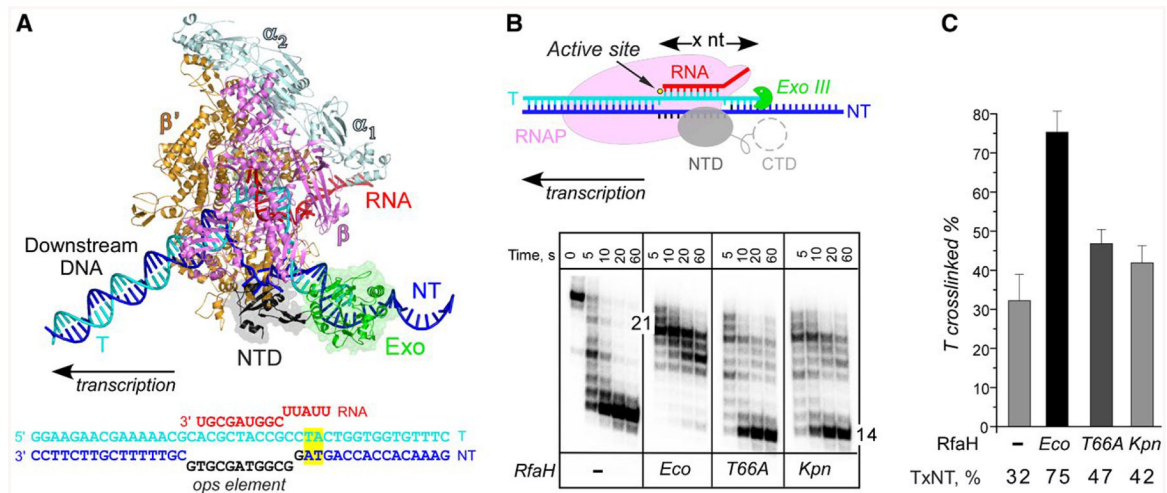 A
α2
β'
α1
RNA
β
Downstream
DNA
NT
T
NTD
Exo
transcription
UUAUU RNA
3' UGCGAUGGC
5' GGAAGAACGAAAAACGCACGCTACCGCCTACTGGTGGTGTTTC T
3' CCTTCTTGCTTTTTGC GATGACCACCACAAAG NT
GTGCGATGGCG
ops element
B
x nt
Active site
RNA
Exo III
T
NT
RNAP
NTD
CTD
transcription
Time, s 0 5 10 20 60 5 10 20 60 5 10 20 60 5 10 20 60
21
14
RfaH – Eco T66A Kpn
C
T crosslinked %
80
70
60
50
40
30
20
10
0
RfaH – Eco T66A Kpn
TxNT, % 32 75 47 42